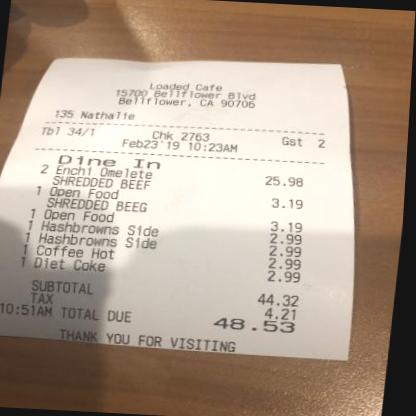 Loaded Cafe
15700 Bellflower Blvd
Bellflower, CA 90706
135 Nathalie
Tbl 34/1 Chk 2763 Gst 2
Feb23'19 10:23AM
Dine In
2 Enchi Omelete 25.98
SHREDDED BEEF
1 Open Food 3.19
SHREDDED BEEG
1 Open Food 3.19
1 Hashbrowns Side 2.99
1 Hashbrowns Side 2.99
1 Coffee Hot 2.99
1 Diet Coke 2.99
SUBTOTAL 44.32
TAX 4.21
10:51AM TOTAL DUE 48.53
THANK YOU FOR VISITING